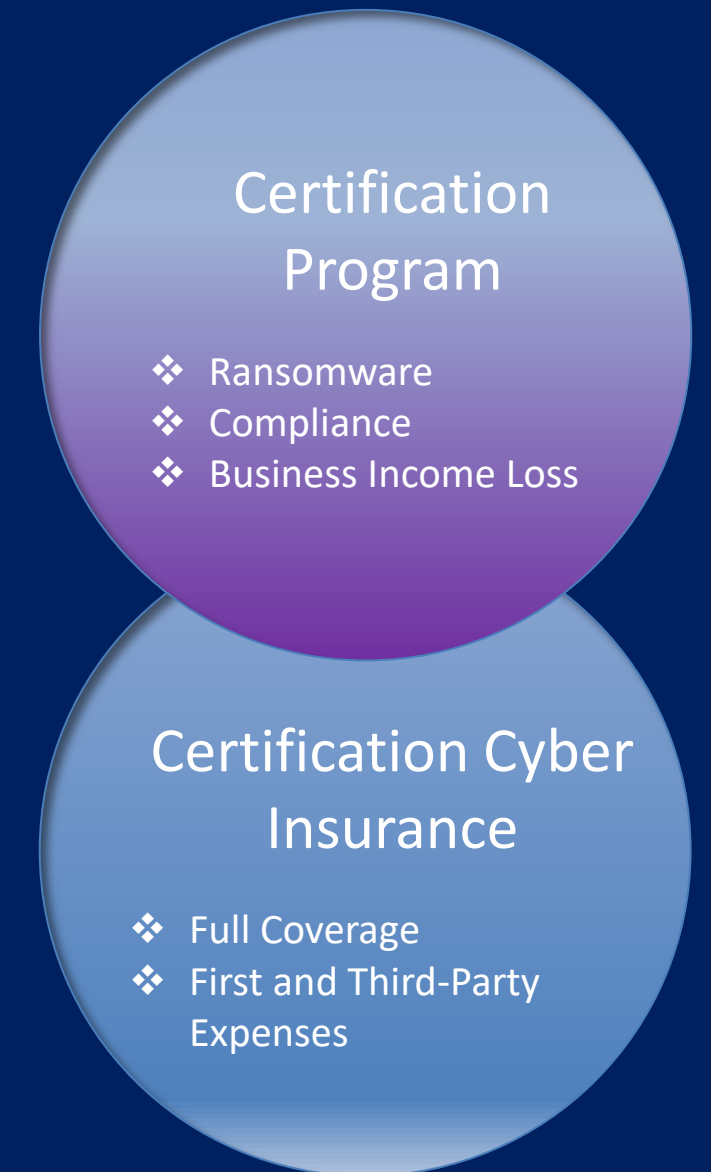 Certification
Program
❖ Ransomware
❖ Compliance
❖ Business Income Loss
Certification Cyber
Insurance
❖ Full Coverage
❖ First and Third-Party
Expenses